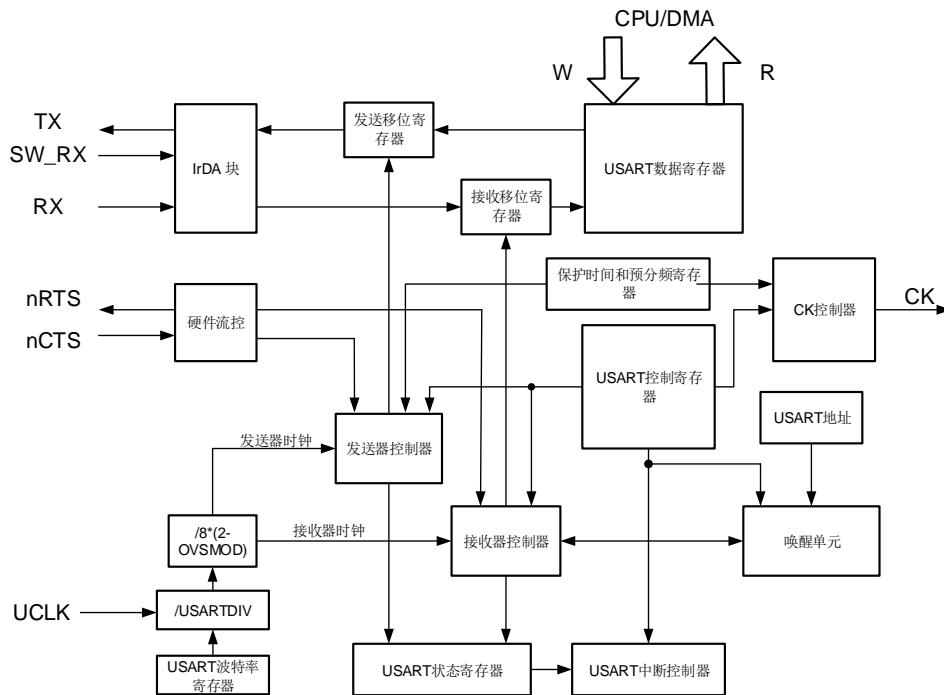 CPU/DMA
W
R
TX
SW_RX
RX
IrDA 块
发送移位寄
存器
接收移位寄
存器
USART数据寄存器
保护时间和预分频寄存
器
nRTS
nCTS
硬件流控
CK控制器
CK
USART控制寄存
器
USART地址
发送器时钟
发送器控制器
/8*(2-
OVSMOD)
接收器时钟
接收器控制器
唤醒单元
UCLK
/USARTDIV
USART波特率
寄存器
USART状态寄存器
USART中断控制器